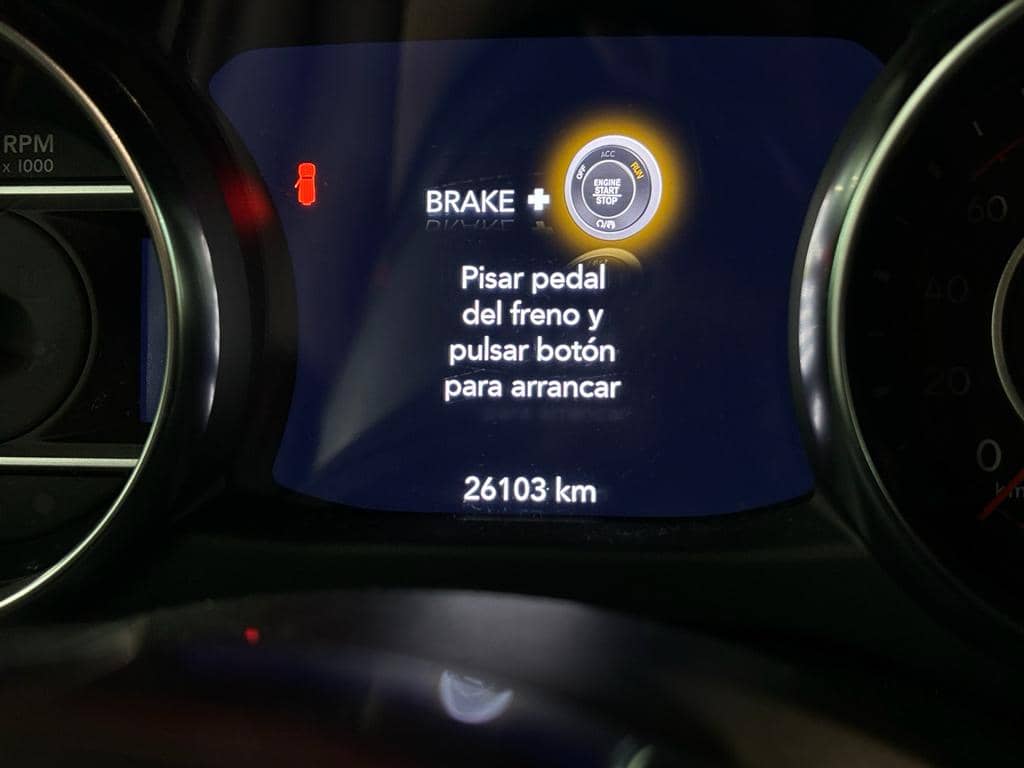 RPM
x 1000
BRAKE +
OFF ACC RUN
ENGINE
START
STOP
Pisar pedal
del freno y
pulsar botón
para arrancar
26103 km
60
40
20
0